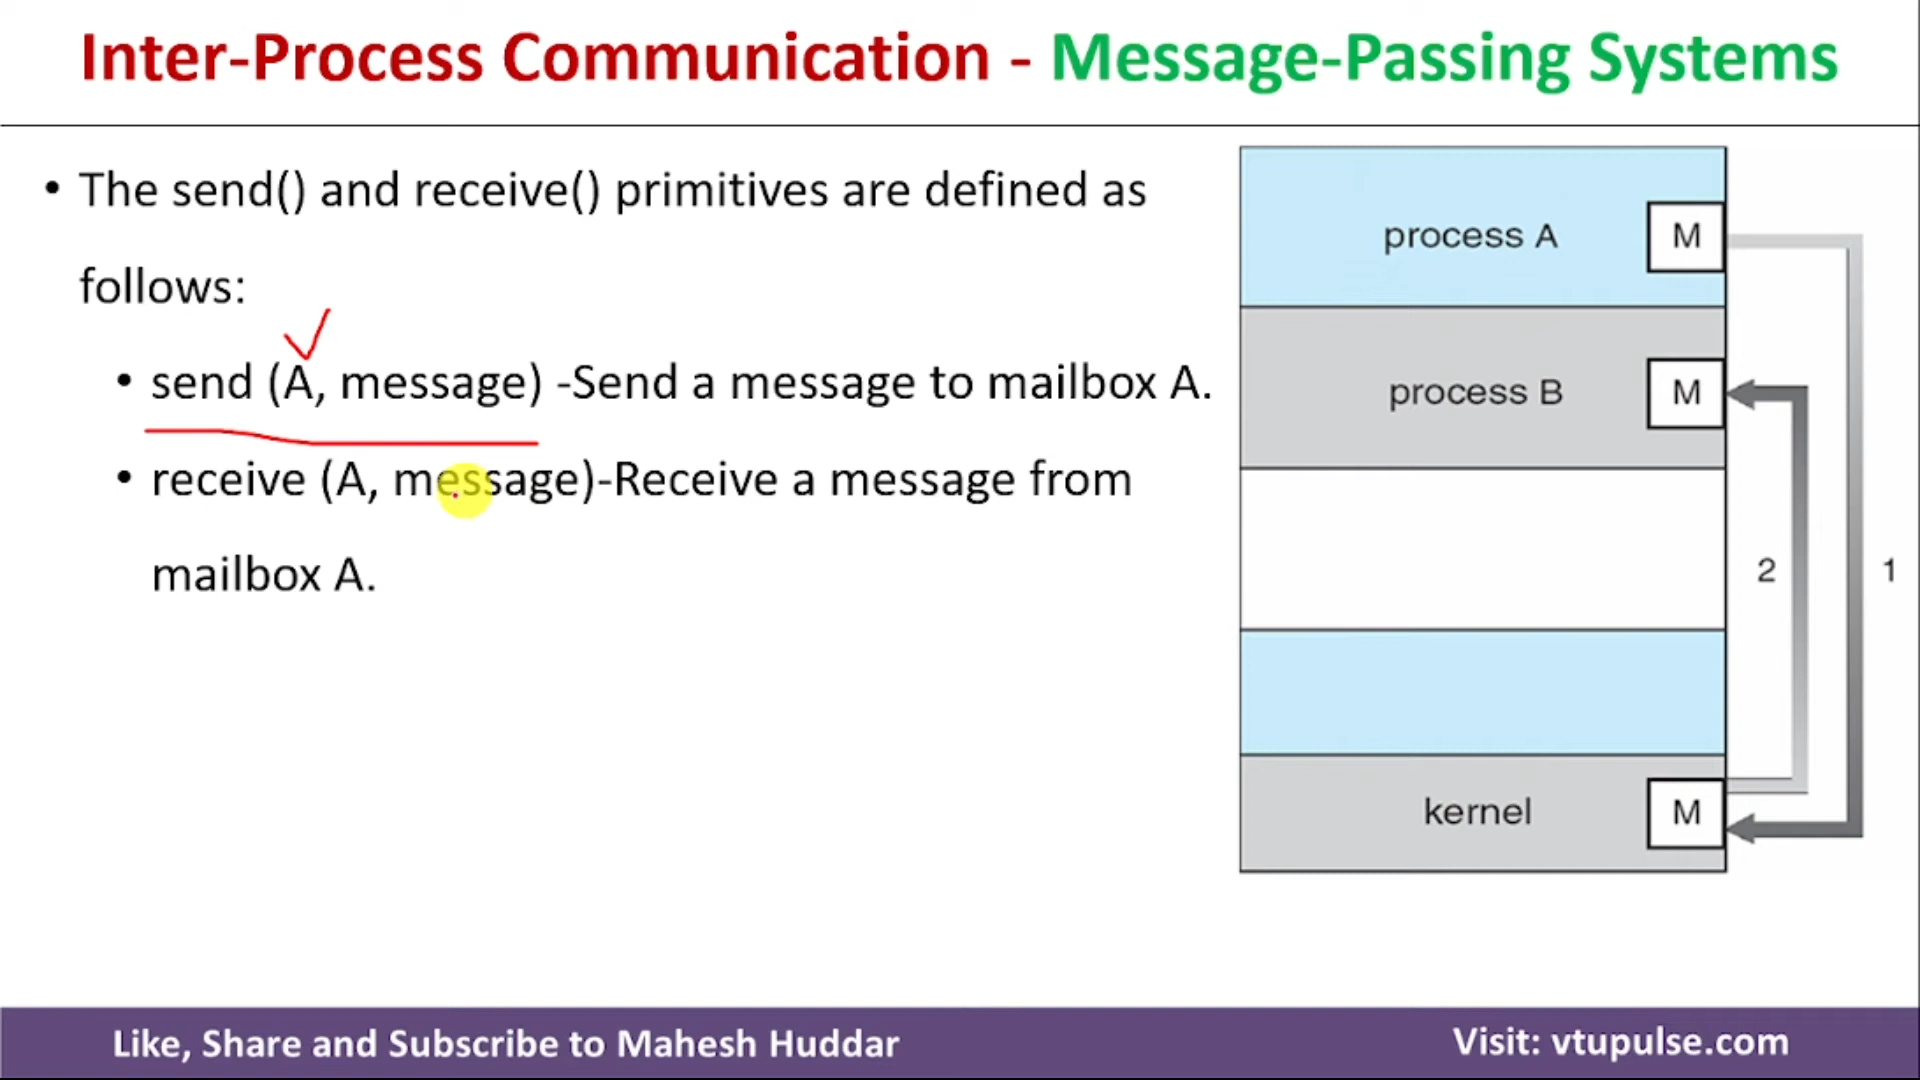 Inter-Process Communication - Message-Passing Systems
• The send() and receive() primitives are defined as
follows:
• send (A, message) -Send a message to mailbox A.
• receive (A, message)-Receive a message from
mailbox A.
process A M
process B M
2 1
kernel M
Like, Share and Subscribe to Mahesh Huddar
Visit: vtupulse.com